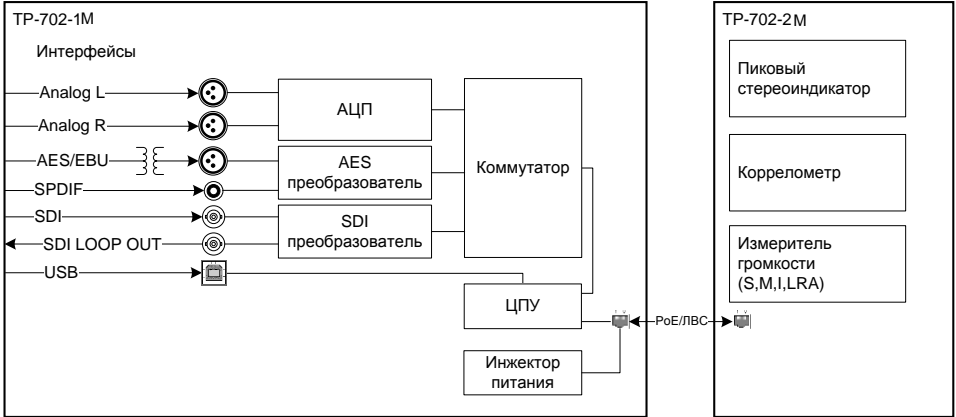 ТР-702-1М
ТР-702-2М
Интерфейсы
Analog L
Analog R
AES/EBU
SPDIF
SDI
SDI LOOP OUT
USB
АЦП
AES
преобразователь
SDI
преобразователь
Коммутатор
ЦПУ
Инжектор
питания
PoE/ЛВС
Пиковый
стереоиндикатор
Коррелометр
Измеритель
громкости
(S,M,I,LRA)